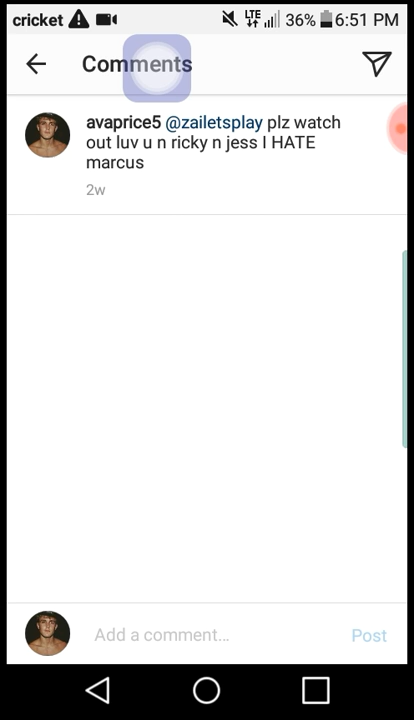 cricket LTE 36% 6:51 PM
Comments
avaprice5 @zailetsplay plz watch
out luv u n ricky n jess I HATE
marcus
2w
Add a comment... Post